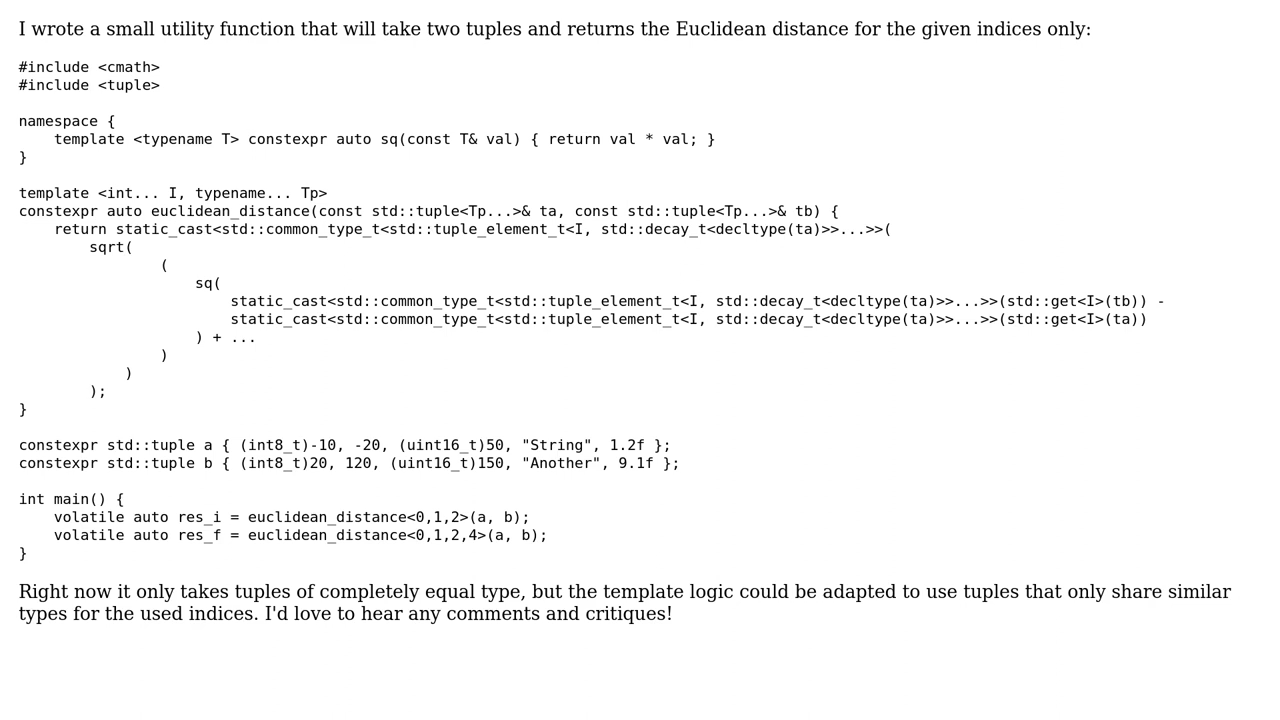 I wrote a small utility function that will take two tuples and returns the Euclidean distance for the given indices only:
#include <cmath>
#include <tuple>
namespace {
    template <typename T> constexpr auto sq(const T& val) { return val * val; }
}
template <int... I, typename... Tp>
constexpr auto euclidean_distance(const std::tuple<Tp...>& ta, const std::tuple<Tp...>& tb) {
    return static_cast<std::common_type_t<std::tuple_element_t<I, std::decay_t<decltype(ta)>>...>>(
        sqrt(
                (
                    sq(
                        static_cast<std::common_type_t<std::tuple_element_t<I, std::decay_t<decltype(ta)>>...>>(std::get<I>(tb)) -
                        static_cast<std::common_type_t<std::tuple_element_t<I, std::decay_t<decltype(ta)>>...>>(std::get<I>(ta))
                    ) + ...
                )
            )
        );
}
constexpr std::tuple a { (int8_t)-10, -20, (uint16_t)50, "String", 1.2f };
constexpr std::tuple b { (int8_t)20, 120, (uint16_t)150, "Another", 9.1f };
int main() {
    volatile auto res_i = euclidean_distance<0,1,2>(a, b);
    volatile auto res_f = euclidean_distance<0,1,2,4>(a, b);
}
Right now it only takes tuples of completely equal type, but the template logic could be adapted to use tuples that only share similar
types for the used indices. I'd love to hear any comments and critiques!